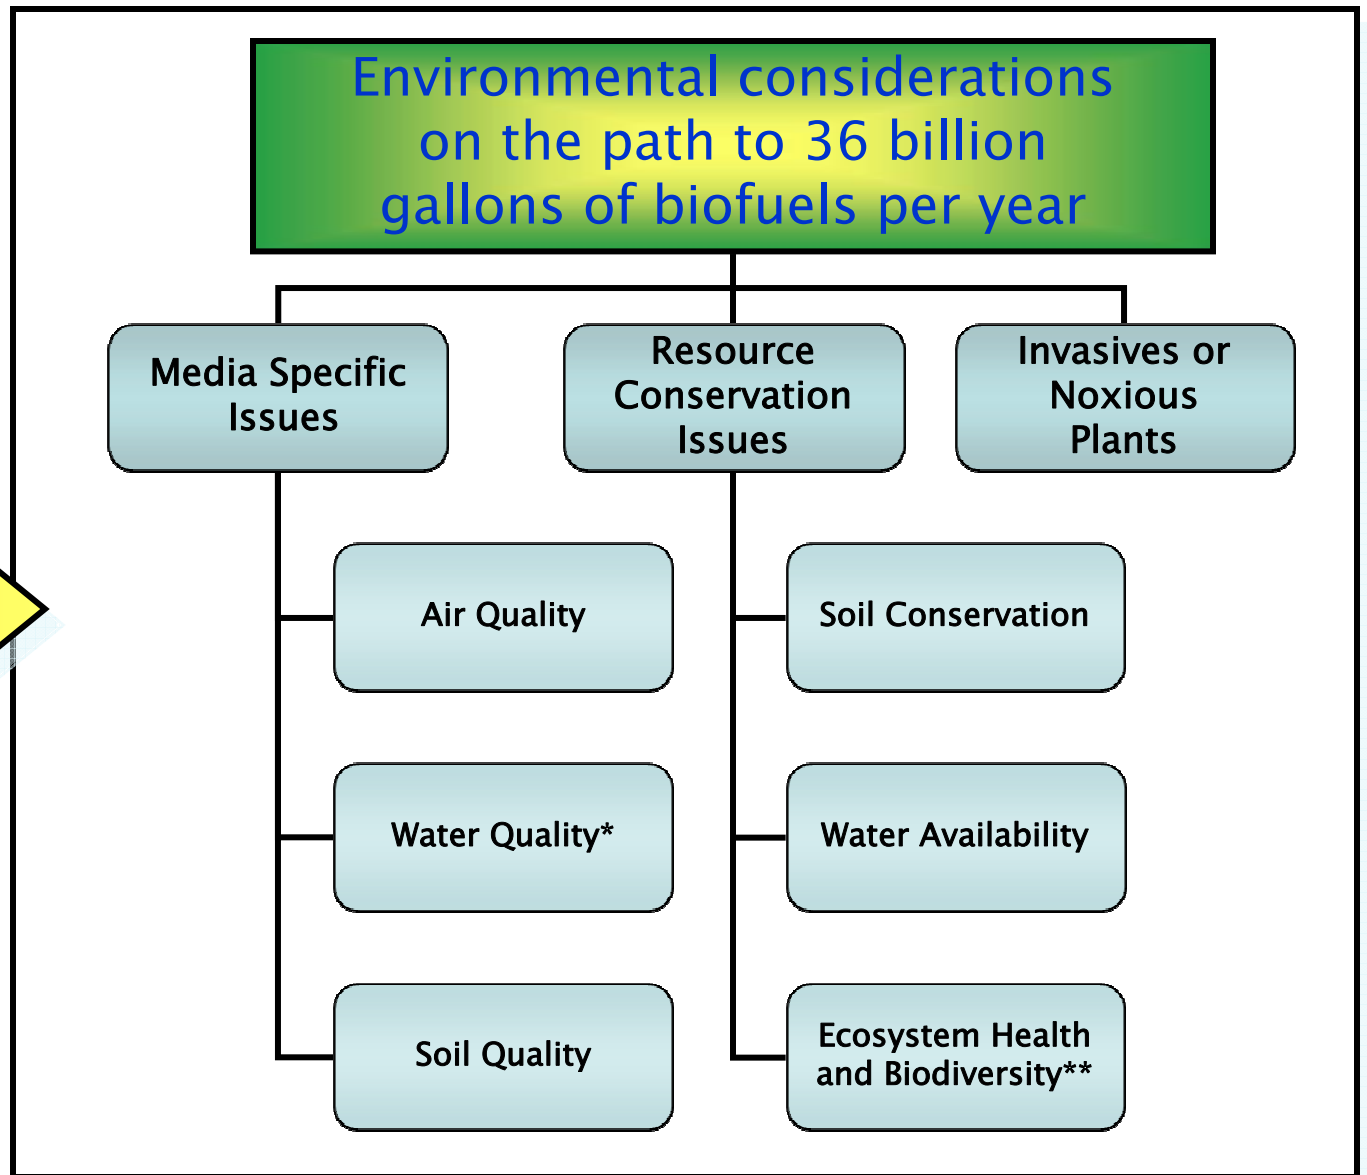 Environmental considerations
on the path to 36 billion
gallons of biofuels per year
Media Specific
Issues
Resource
Conservation
Issues
Invasives or
Noxious
Plants
Air Quality
Soil Conservation
Water Quality*
Water Availability
Soil Quality
Ecosystem Health
and Biodiversity**